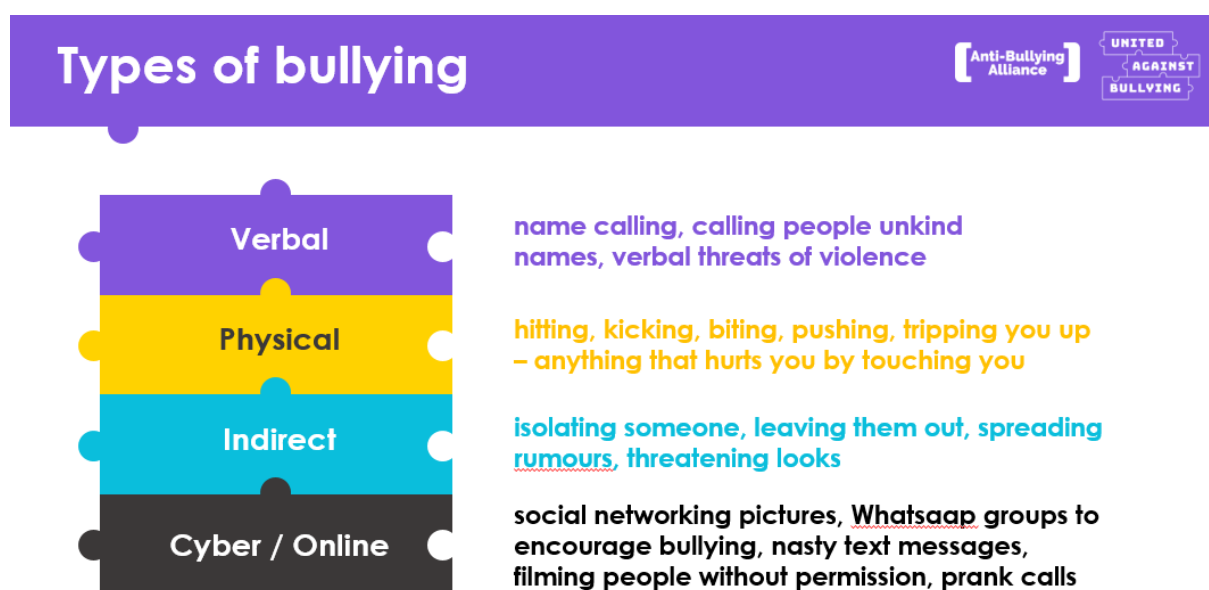 Types of bullying
[Anti-Bullying]
Alliance
UNITED
AGAINST
BULLYING
Verbal
name calling, calling people unkind
names, verbal threats of violence
Physical
hitting, kicking, biting, pushing, tripping you up
– anything that hurts you by touching you
Indirect
isolating someone, leaving them out, spreading
rumours, threatening looks
Cyber / Online
social networking pictures, Whatsaap groups to
encourage bullying, nasty text messages,
filming people without permission, prank calls